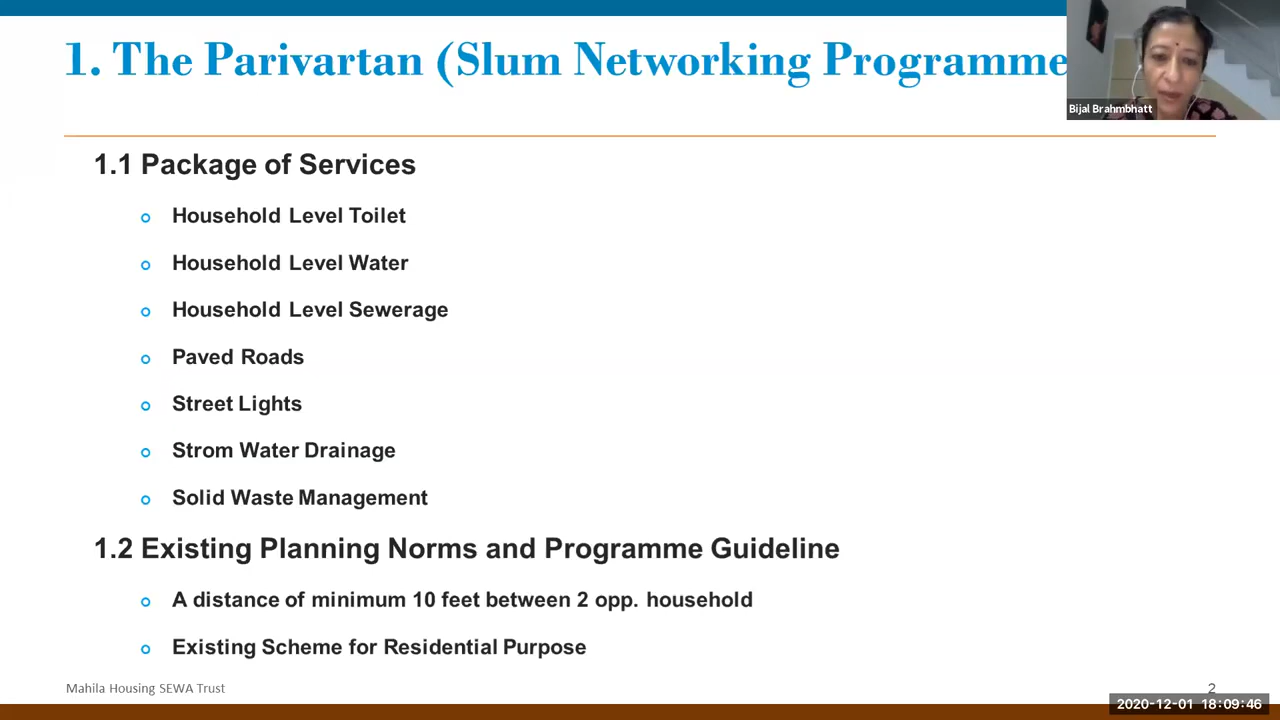 1. The Parivartan (Slum Networking Programme
Bijal Brahmbhatt
1.1 Package of Services
Household Level Toilet
Household Level Water
Household Level Sewerage
Paved Roads
Street Lights
Strom Water Drainage
Solid Waste Management
1.2 Existing Planning Norms and Programme Guideline
A distance of minimum 10 feet between 2 opp. household
Existing Scheme for Residential Purpose
Mahila Housing SEWA Trust
2
2020-12-01 18:09:46